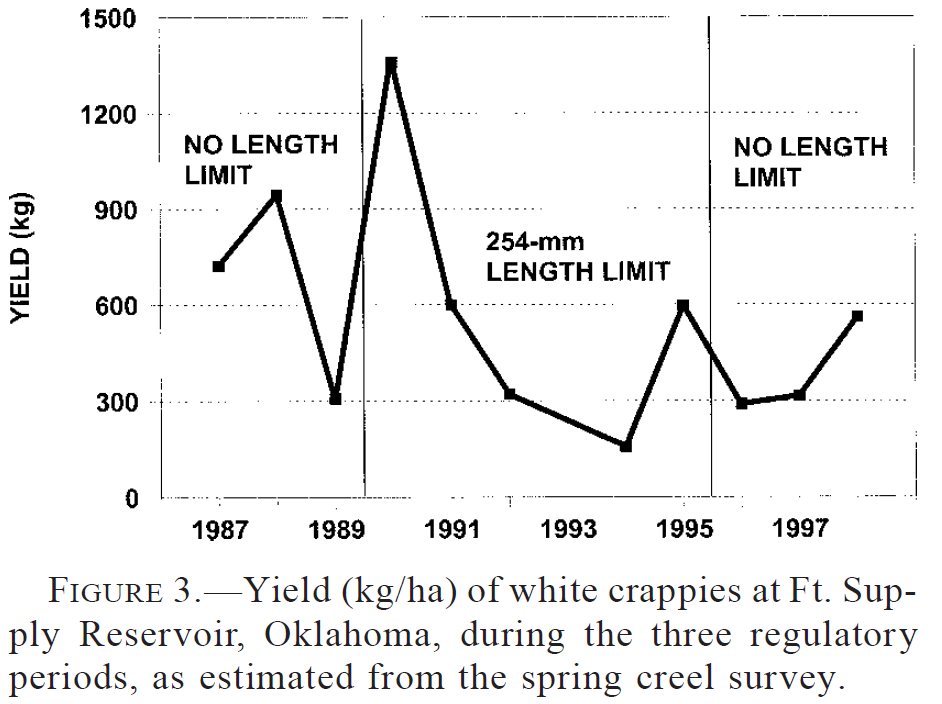 1500
1200
900
600
300
0
YIELD (kg)
NO LENGTH
LIMIT
254-mm
LENGTH LIMIT
NO LENGTH
LIMIT
1987 1989 1991 1993 1995 1997
FIGURE 3.—Yield (kg/ha) of white crappies at Ft. Sup-
ply Reservoir, Oklahoma, during the three regulatory
periods, as estimated from the spring creel survey.